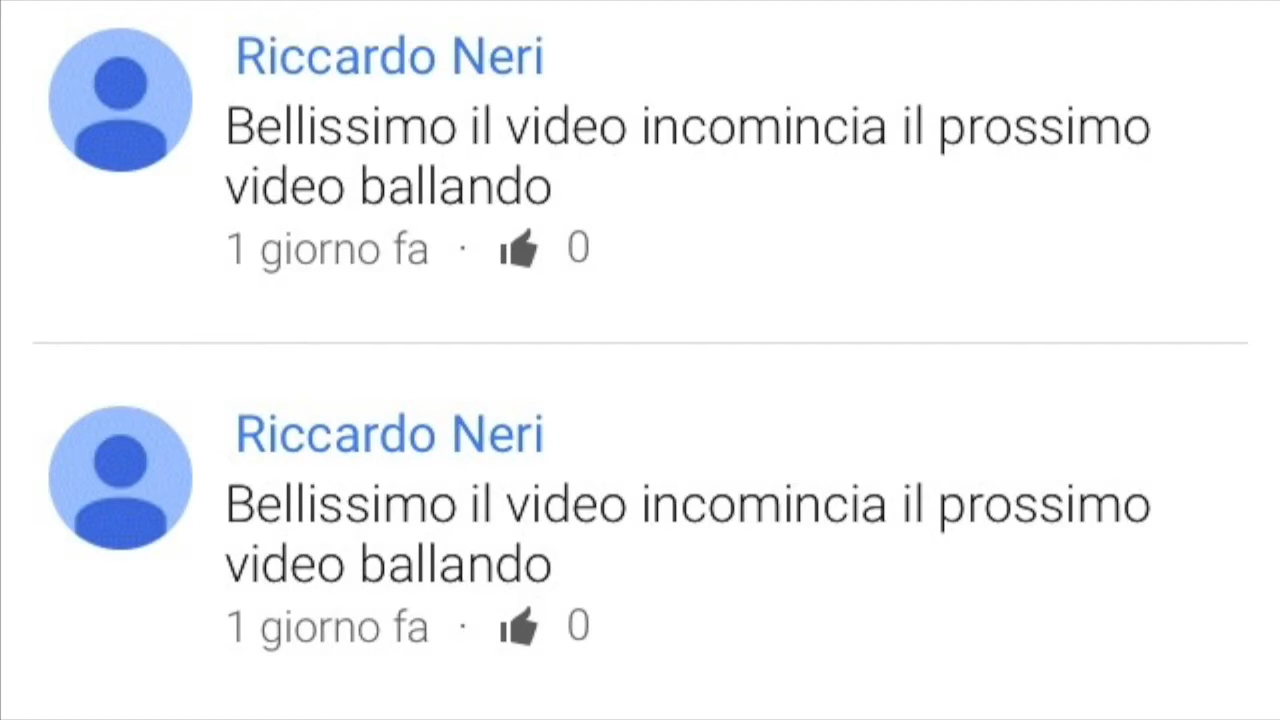 Riccardo Neri
Bellissimo il video incomincia il prossimo
video ballando
1 giorno fa · 0
Riccardo Neri
Bellissimo il video incomincia il prossimo
video ballando
1 giorno fa · 0